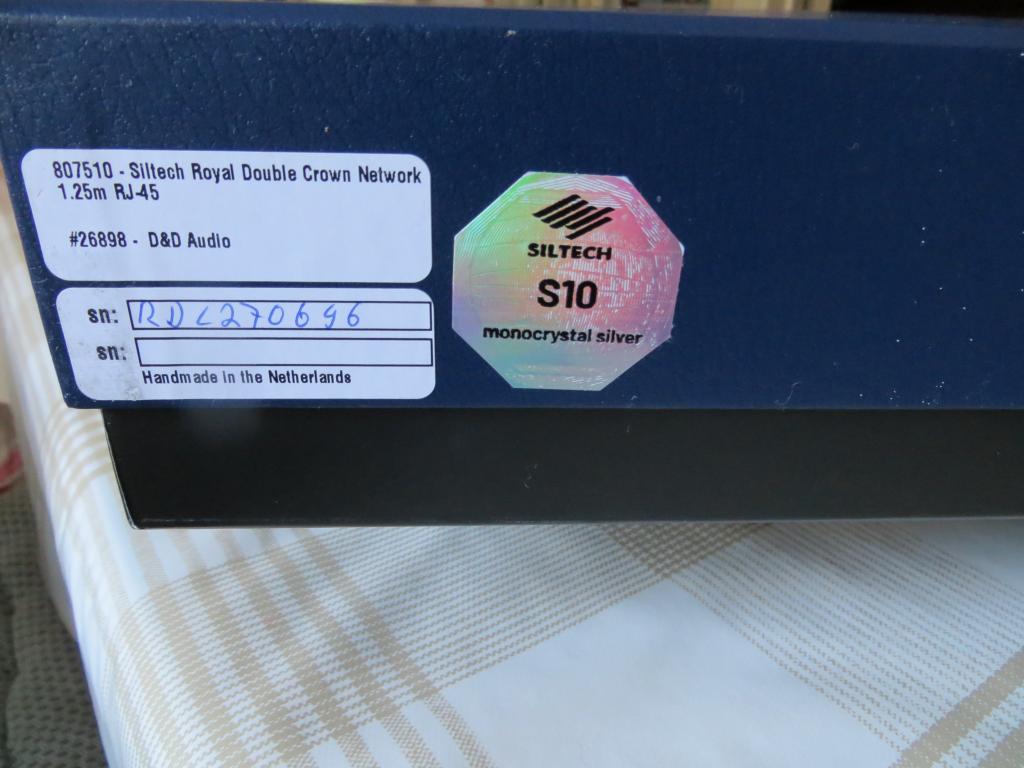 807510 - Siltech Royal Double Crown Network
1.25m RJ-45
#26898 - D&D Audio
sn: RDC270696
sn:
Handmade in the Netherlands
SILTECH
S10
monocrystal silver